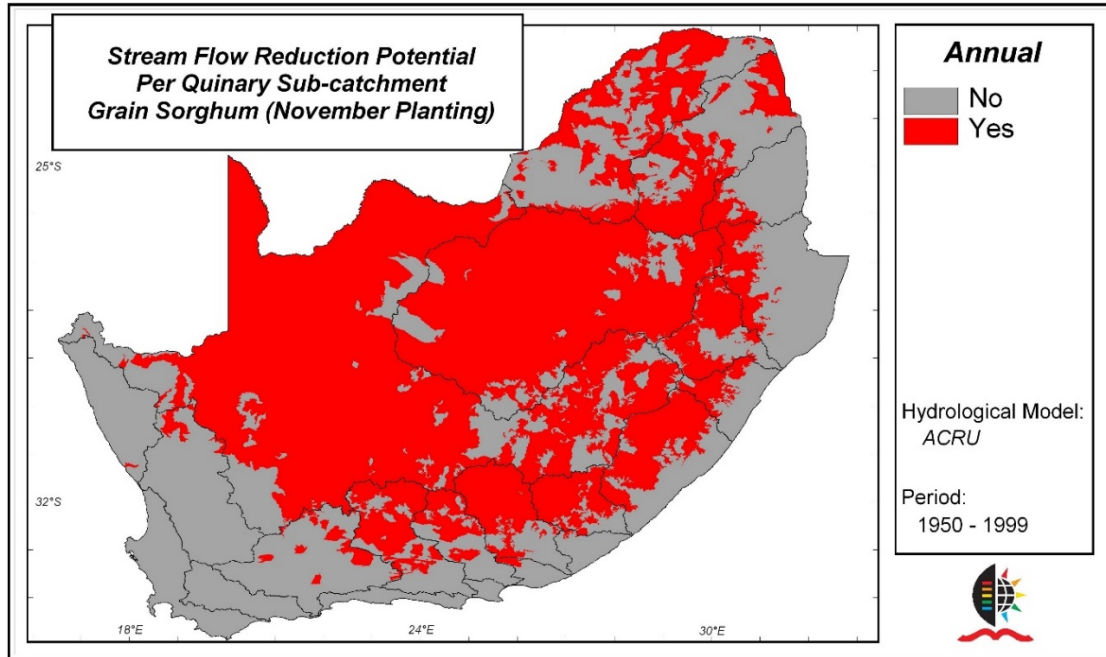 Stream Flow Reduction Potential
Per Quinary Sub-catchment
Grain Sorghum (November Planting)
Annual
No
Yes
25°S
32°S
18°E
24°E
30°E
Hydrological Model:
ACRU
Period:
1950 - 1999